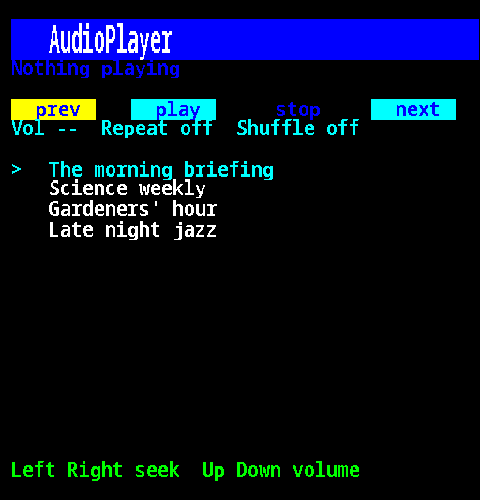 AudioPlayer
Nothing playing
prev play stop next
Vol -- Repeat off Shuffle off
> The morning briefing
Science weekly
Gardeners' hour
Late night jazz
Left Right seek Up Down volume